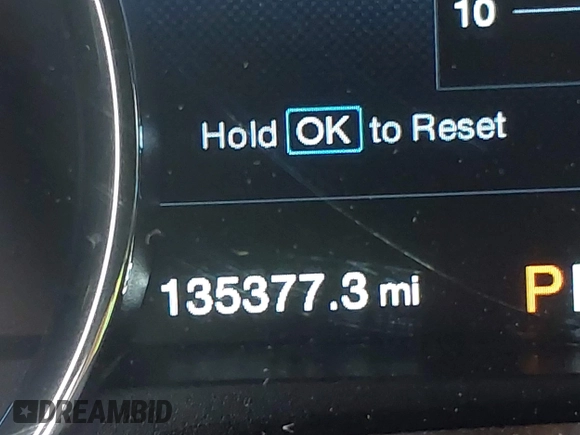 10
Hold OK to Reset
135377.3 mi
P
DREAMBID